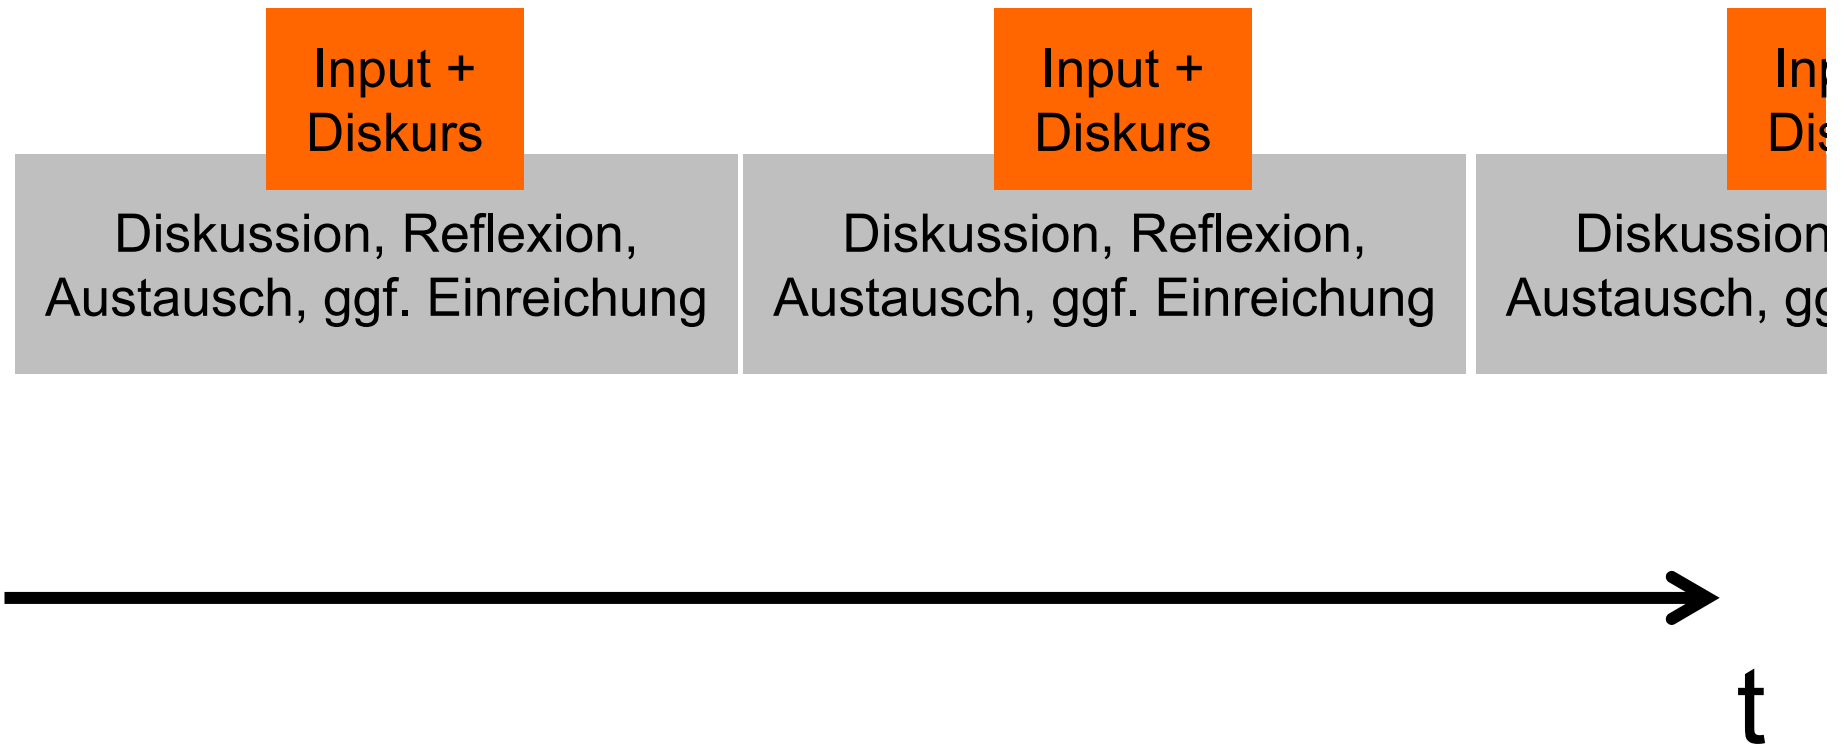 Input +
Diskurs
Diskussion, Reflexion,
Austausch, ggf. Einreichung
Input +
Diskurs
Diskussion, Reflexion,
Austausch, ggf. Einreichung
Diskussion
Austausch,
t